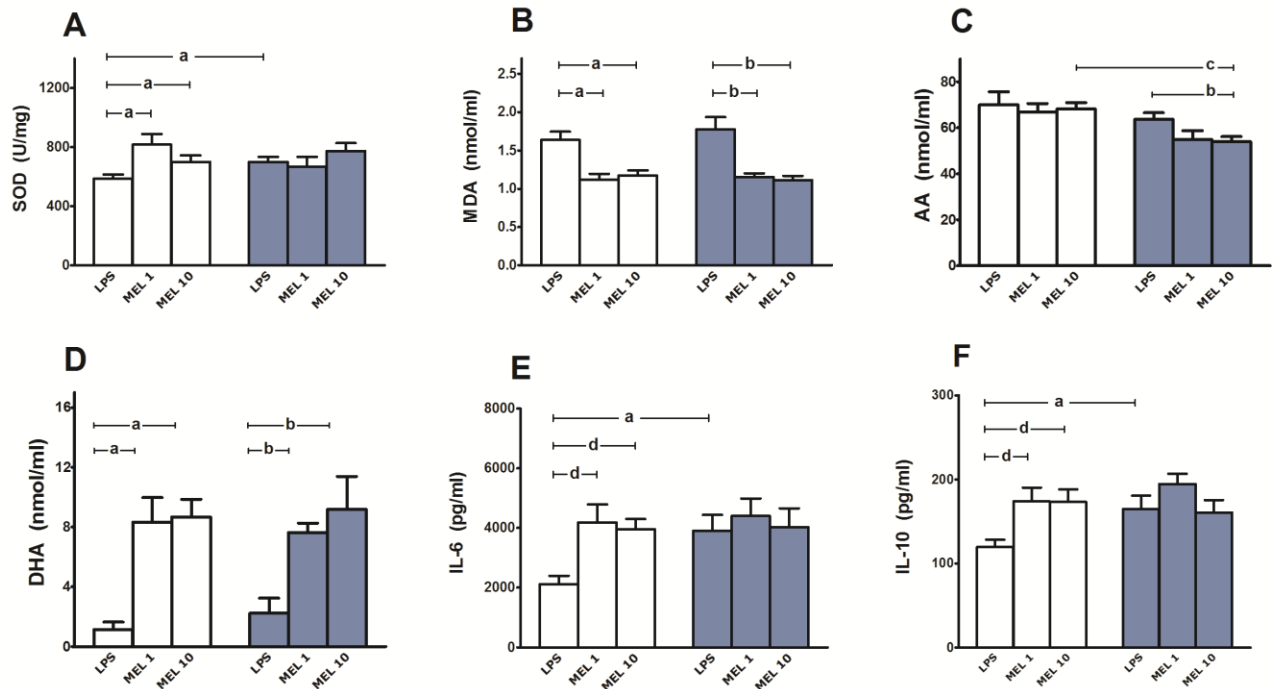 A
SOD (U/mg)
1200
800
400
0
a
a
a
LPS
MEL 1
MEL 10
LPS
MEL 1
MEL 10
B
MDA (nmol/ml)
2.5
2.0
1.5
1.0
0.5
0.0
a
b
a
b
LPS
MEL 1
MEL 10
LPS
MEL 1
MEL 10
C
AA (nmol/ml)
80
60
40
20
0
c
b
LPS
MEL 1
MEL 10
LPS
MEL 1
MEL 10
D
DHA (nmol/ml)
16
12
8
4
0
a
b
a
b
LPS
MEL 1
MEL 10
LPS
MEL 1
MEL 10
E
IL-6 (pg/ml)
8000
6000
4000
2000
0
a
d
d
LPS
MEL 1
MEL 10
LPS
MEL 1
MEL 10
F
IL-10 (pg/ml)
300
200
100
0
a
d
d
LPS
MEL 1
MEL 10
LPS
MEL 1
MEL 10